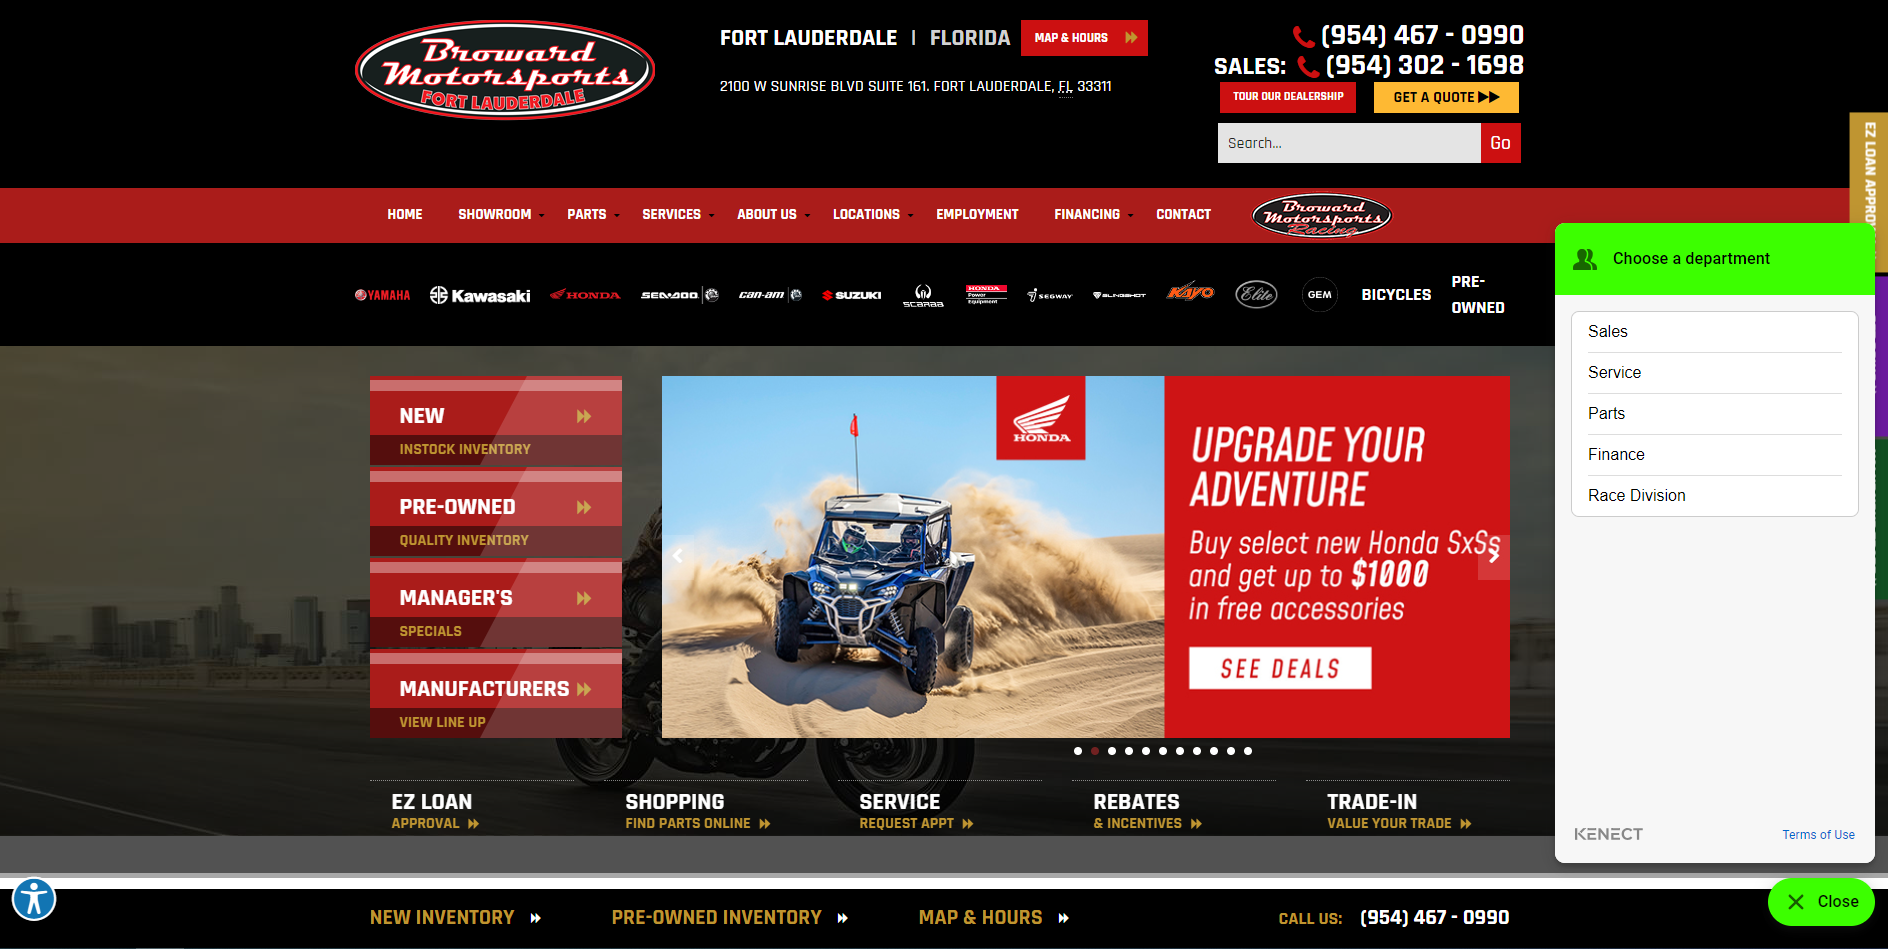 Broward
Motorsports
FORT LAUDERDALE
FORT LAUDERDALE | FLORIDA
MAP & HOURS
2100 W SUNRISE BLVD SUITE 161. FORT LAUDERDALE, FL 33311
(954) 467 - 0990
SALES: (954) 302 - 1698
TOUR OUR DEALERSHIP
GET A QUOTE
Search...
Go
EZ LOAN
HOME
SHOWROOM
PARTS
SERVICES
ABOUT US
LOCATIONS
EMPLOYMENT
FINANCING
CONTACT
Broward
Motorsports
Racing
YAMAHA
Kawasaki
HONDA
SEA-DOO
can-am
SUZUKI
SCARAB
HONDA
Power
Equipment
SEGWAY
SLINGSHOT
KAYO
Elite
GEM
BICYCLES
PRE-
OWNED
NEW
INSTOCK INVENTORY
PRE-OWNED
QUALITY INVENTORY
MANAGER'S
SPECIALS
MANUFACTURERS
VIEW LINE UP
HONDA
UPGRADE YOUR
ADVENTURE
Buy select new Honda SxSs
and get up to $1000
in free accessories
SEE DEALS
EZ LOAN
APPROVAL
SHOPPING
FIND PARTS ONLINE
SERVICE
REQUEST APPT
REBATES
& INCENTIVES
TRADE-IN
VALUE YOUR TRADE
Choose a department
Sales
Service
Parts
Finance
Race Division
KENECT
Terms of Use
Close
NEW INVENTORY
PRE-OWNED INVENTORY
MAP & HOURS
CALL US: (954) 467 - 0990